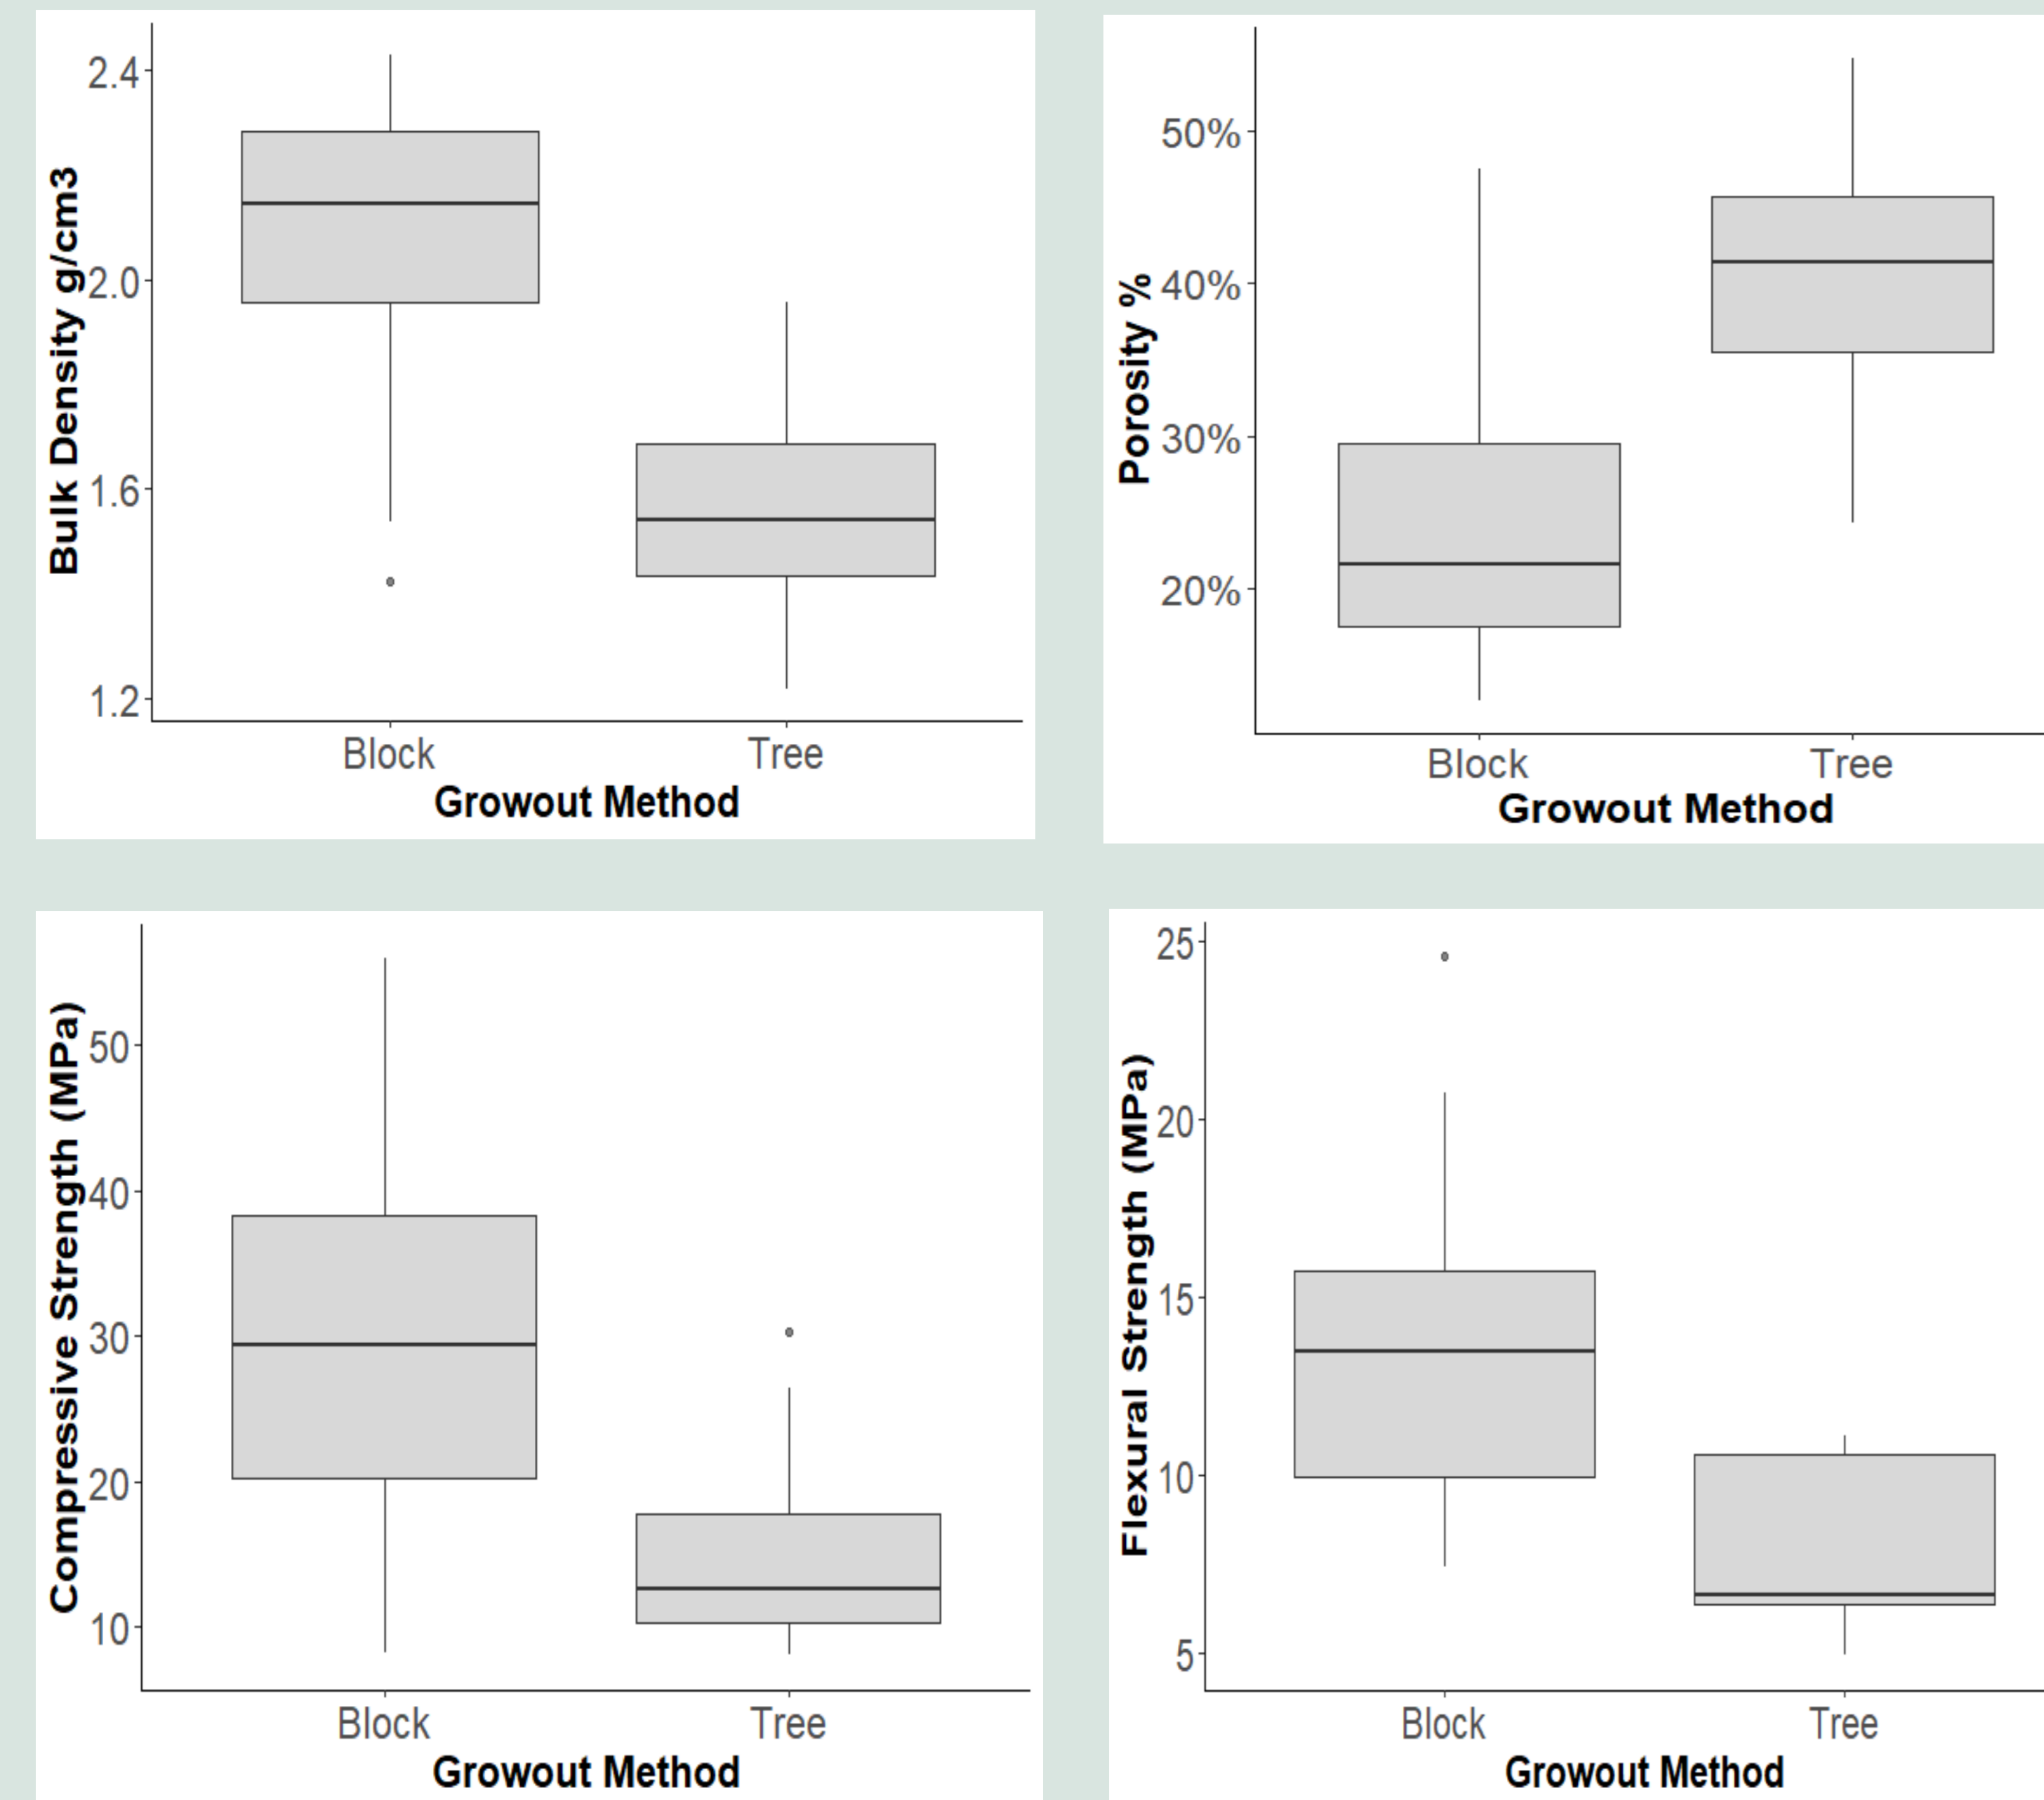 Bulk Density g/cm3
2.4
2.0
1.6
1.2
Block Tree
Growout Method
Porosity %
50%
40%
30%
20%
Block Tree
Growout Method
Compressive Strength (MPa)
50
40
30
20
10
Block Tree
Growout Method
Flexural Strength (MPa)
25
20
15
10
5
Block Tree
Growout Method